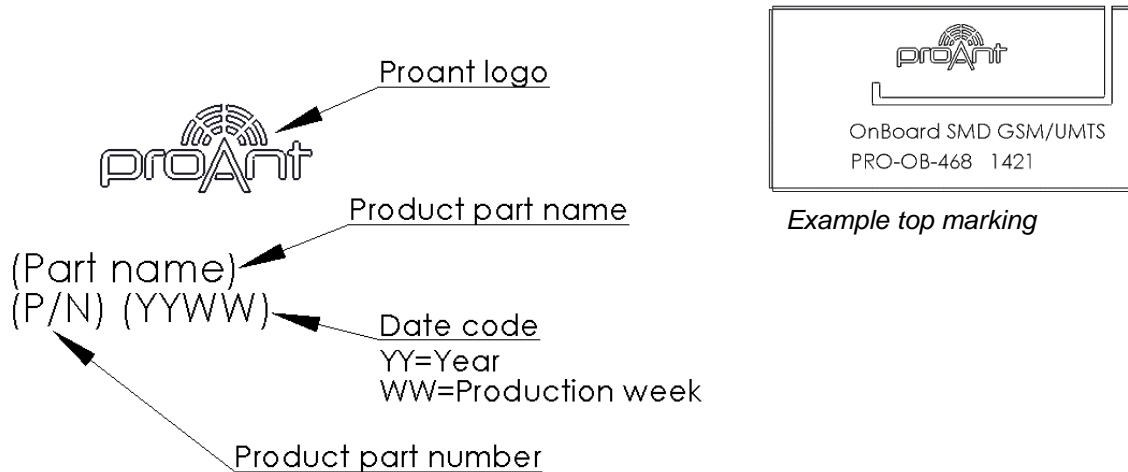 Proant logo
proAnt
Product part name
(Part name)
(P/N) (YYWW)
Date code
YY=Year
WW=Production week
Product part number
proAnt
OnBoard SMD GSM/UMTS
PRO-OB-468 1421
Example top marking